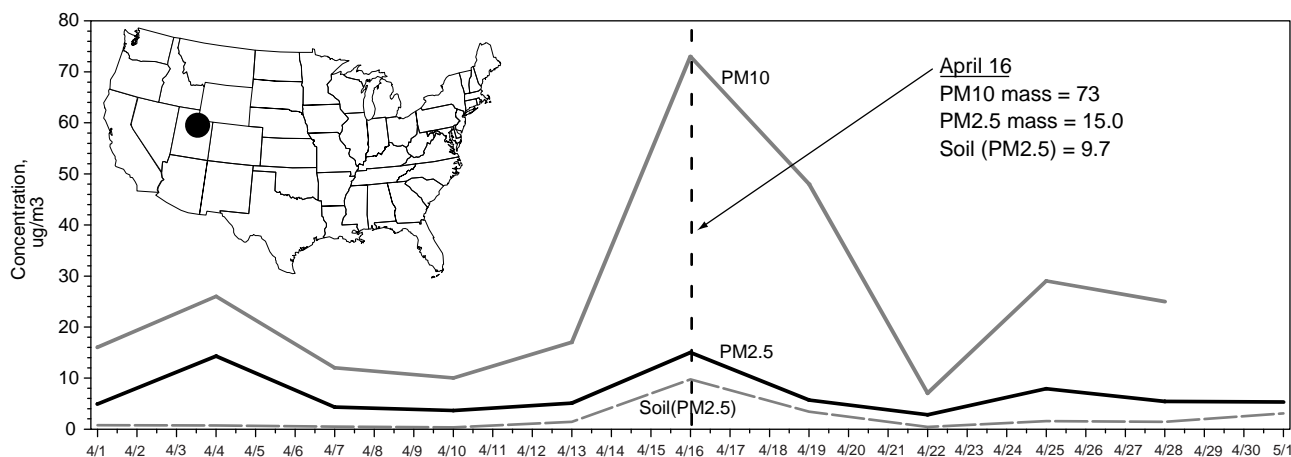 80
70
60
50
40
30
20
10
0
Concentration,
ug/m3
April 16
PM10 mass = 73
PM2.5 mass = 15.0
Soil (PM2.5) = 9.7
PM10
PM2.5
Soil(PM2.5)
4/1 4/2 4/3 4/4 4/5 4/6 4/7 4/8 4/9 4/10 4/11 4/12 4/13 4/14 4/15 4/16 4/17 4/18 4/19 4/20 4/21 4/22 4/23 4/24 4/25 4/26 4/27 4/28 4/29 4/30 5/1